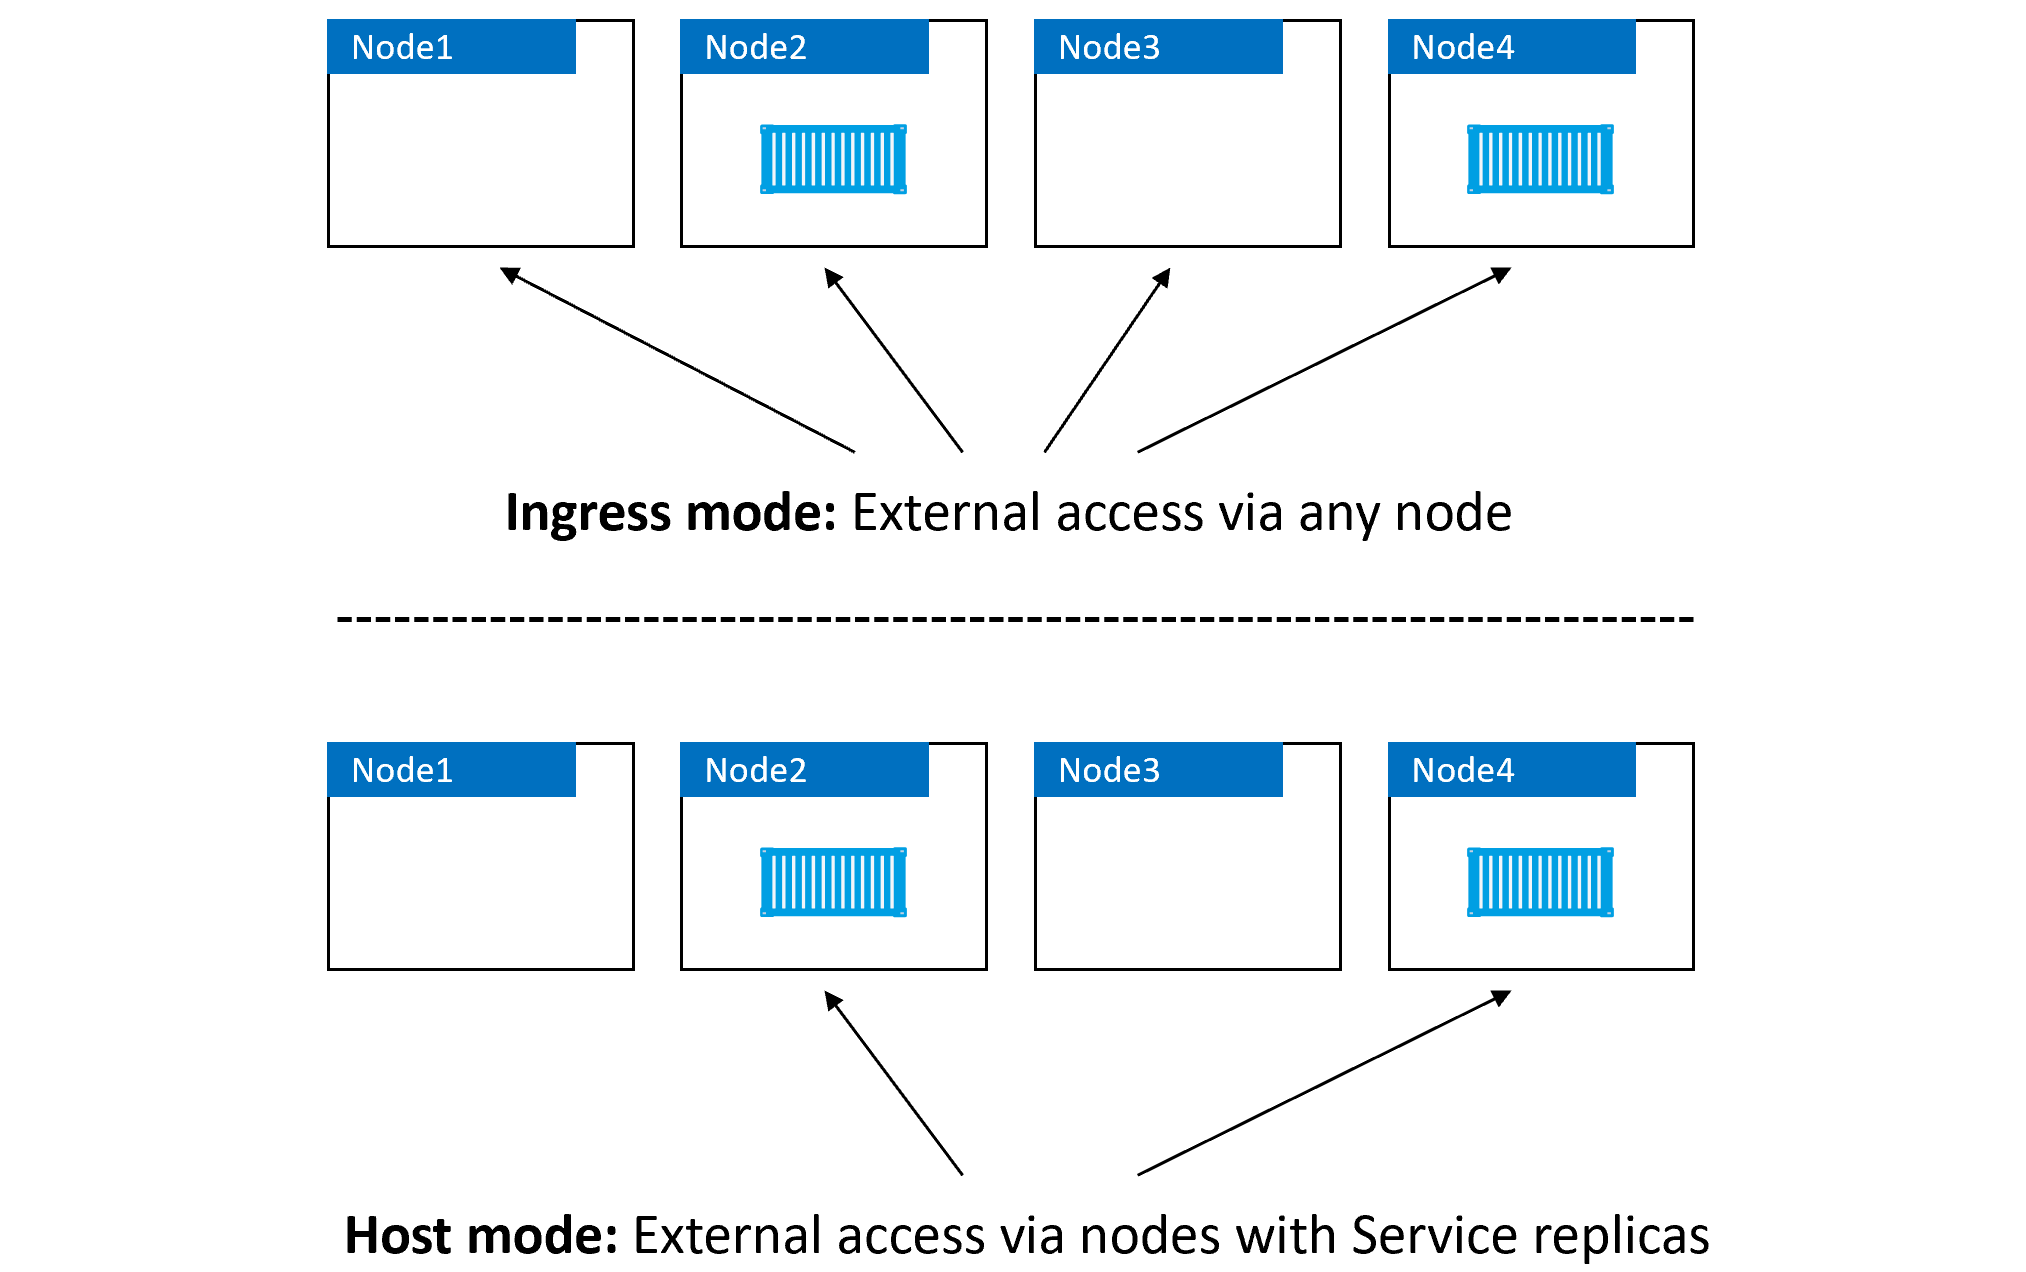 Node1
Node2
Node3
Node4
Ingress mode: External access via any node
Node1
Node2
Node3
Node4
Host mode: External access via nodes with Service replicas